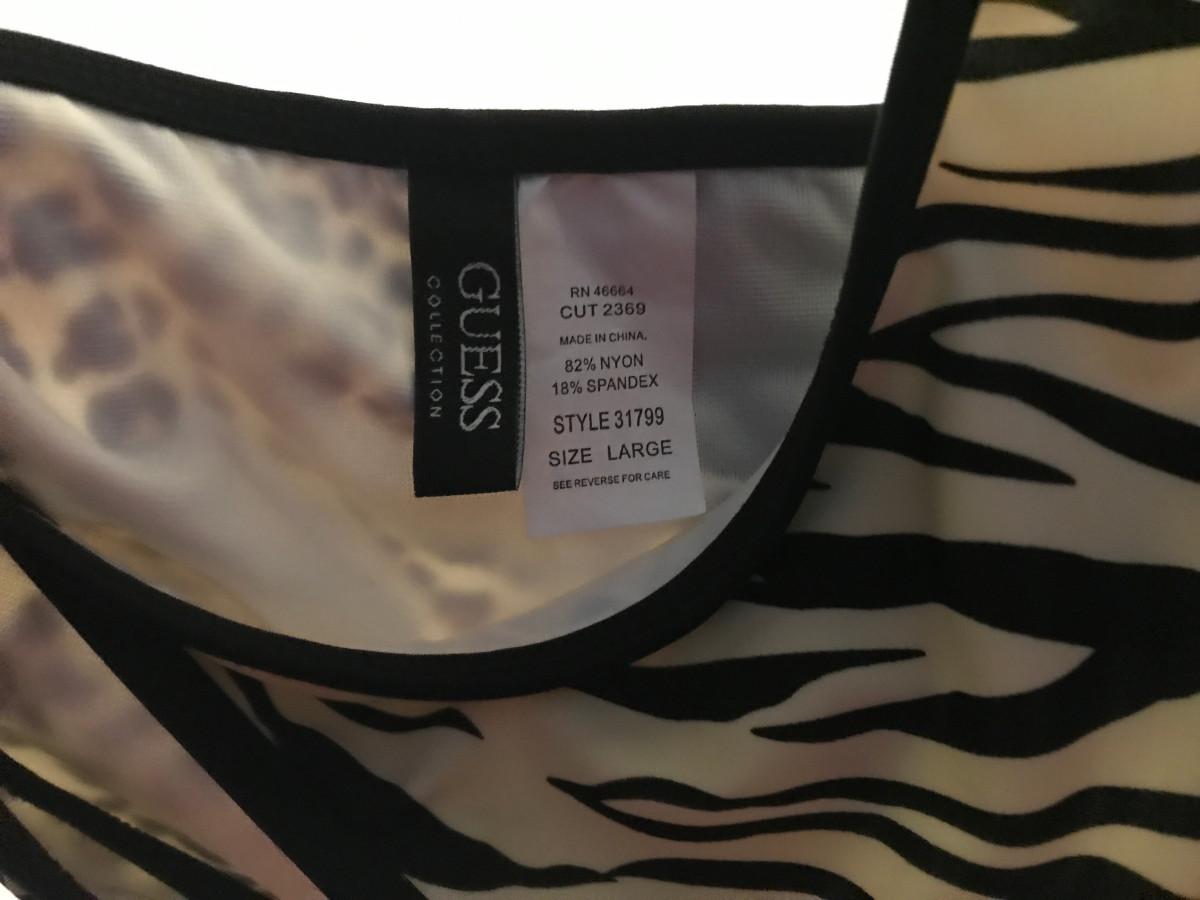 GUESS
COLLECTION
RN 46664
CUT 2369
MADE IN CHINA.
82% NYON
18% SPANDEX
STYLE 31799
SIZE LARGE
SEE REVERSE FOR CARE